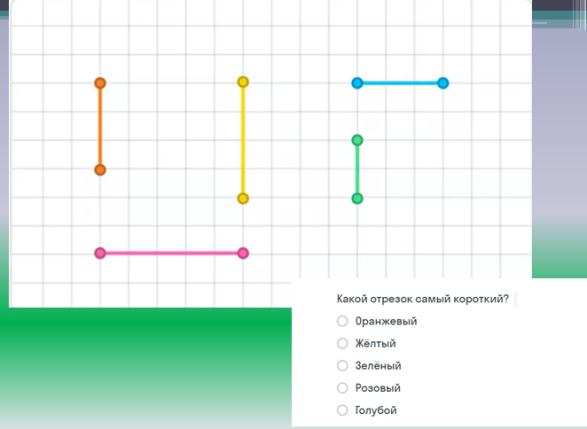 Какой отрезок самый короткий?
Оранжевый
Жёлтый
Зелёный
Розовый
Голубой